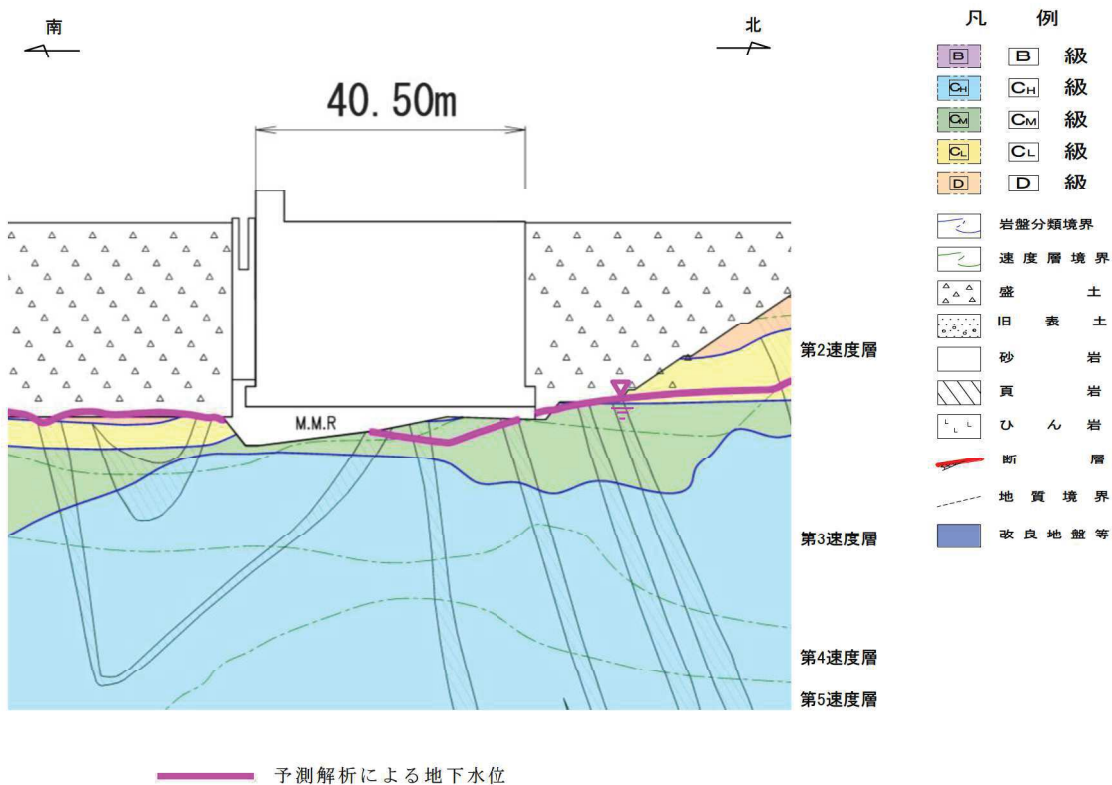 南
北
40.50m
M.M.R
第2速度層
第3速度層
第4速度層
第5速度層
予測解析による地下水位
凡 例
B B 級
CH CH 級
CM CM 級
CL CL 級
D D 級
岩盤分類境界
速度層境界
盛 土
旧 表 土
砂 岩
頁 岩
ひ ん 岩
断 層
地 質 境 界
改 良 地 盤 等